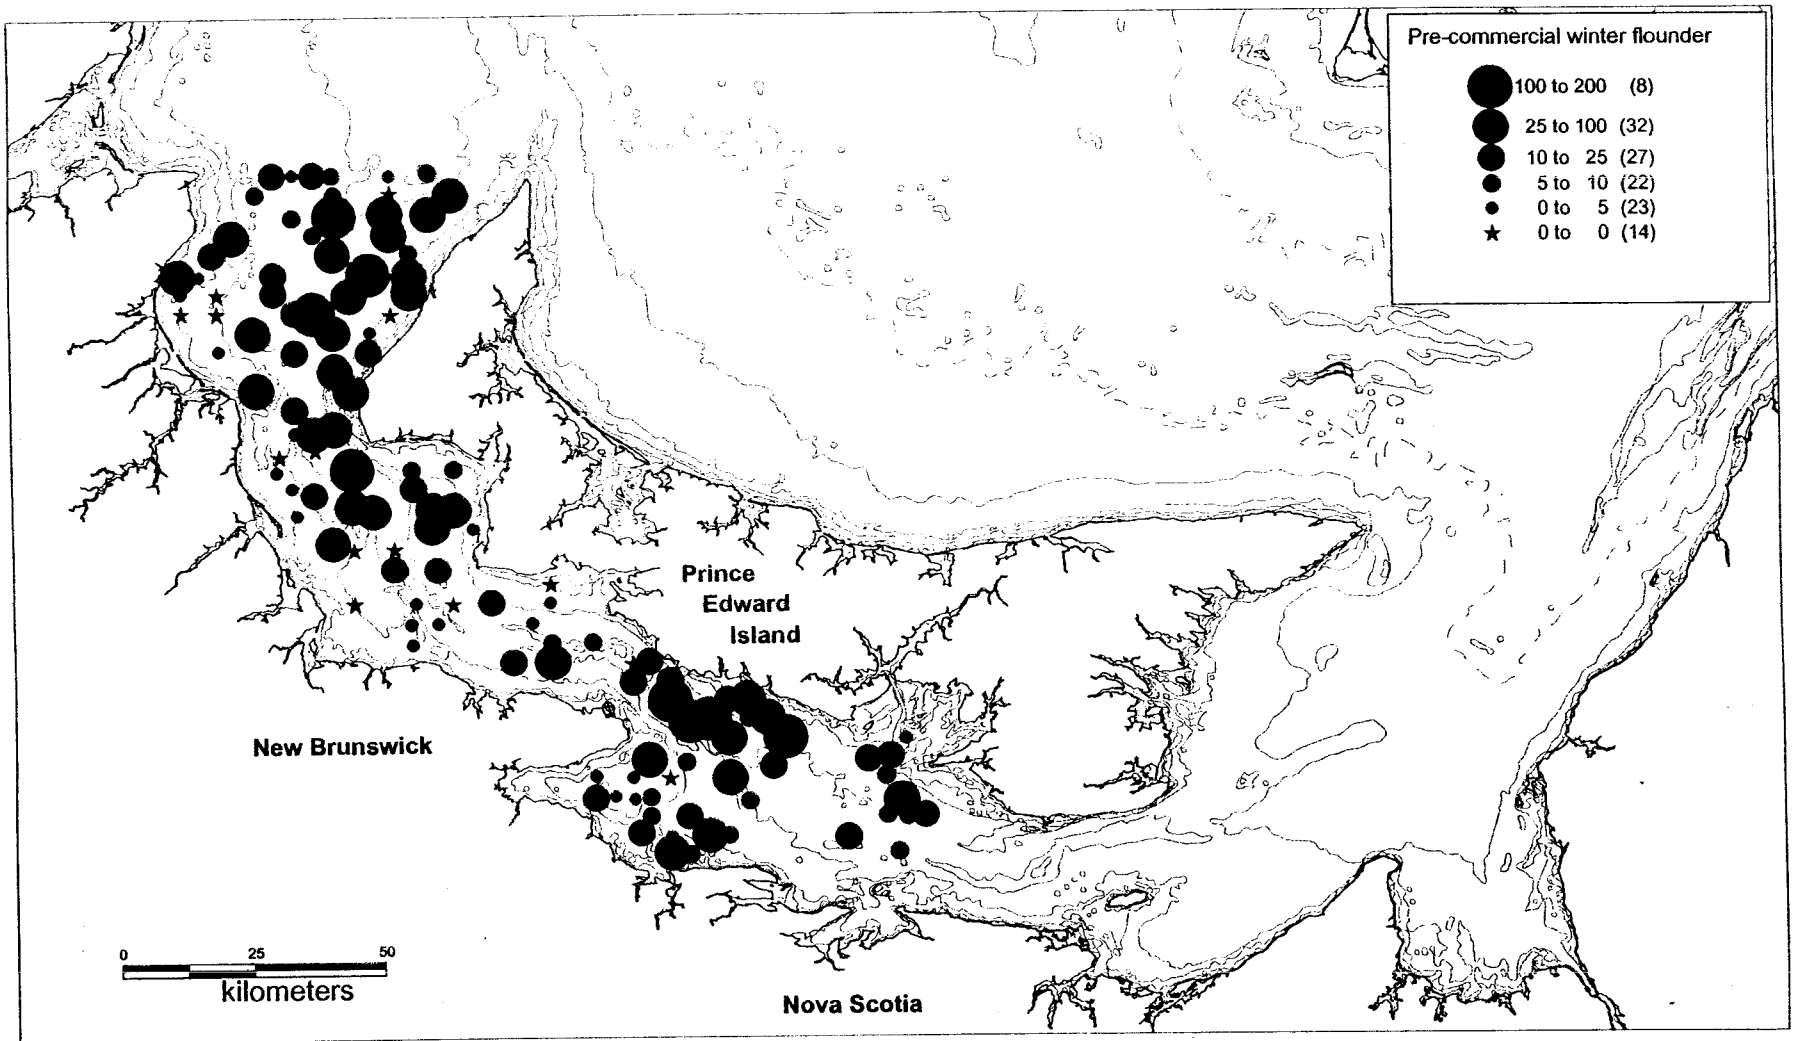 Pre-commercial winter flounder
100 to 200 (8)
25 to 100 (32)
10 to 25 (27)
5 to 10 (22)
0 to 5 (23)
0 to 0 (14)
Prince
Edward
Island
New Brunswick
0 25 50
kilometers
Nova Scotia